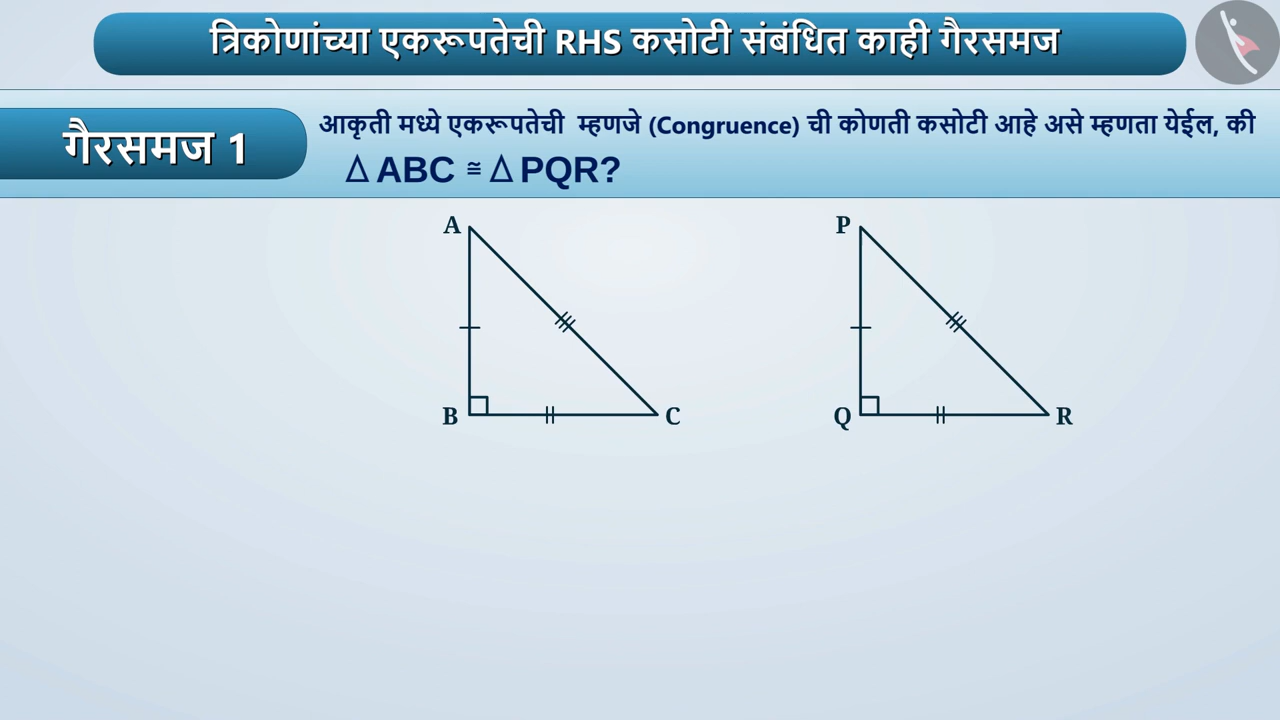 त्रिकोणांच्या एकरूपतेची RHS कसोटी संबंधित काही गैरसमज
गैरसमज 1
आकृती मध्ये एकरूपतेची म्हणजे (Congruence) ची कोणती कसोटी आहे असे म्हणता येईल, की
Δ ABC ≅ Δ PQR?
A
P
B
C
Q
R